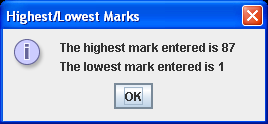 Highest/Lowest Marks
The highest mark entered is 87
The lowest mark entered is 1
OK